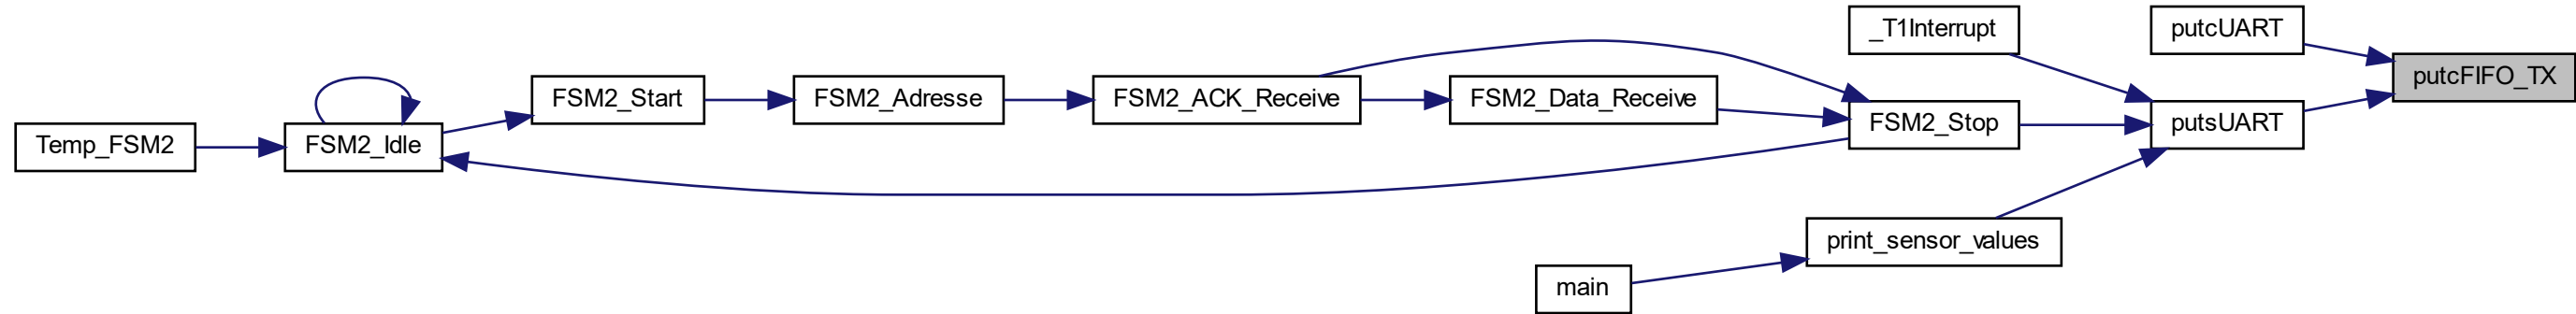 _T1Interrupt
putcUART
putcFIFO_TX
FSM2_Start
FSM2_Adresse
FSM2_ACK_Receive
FSM2_Data_Receive
FSM2_Stop
putsUART
Temp_FSM2
FSM2_Idle
print_sensor_values
main